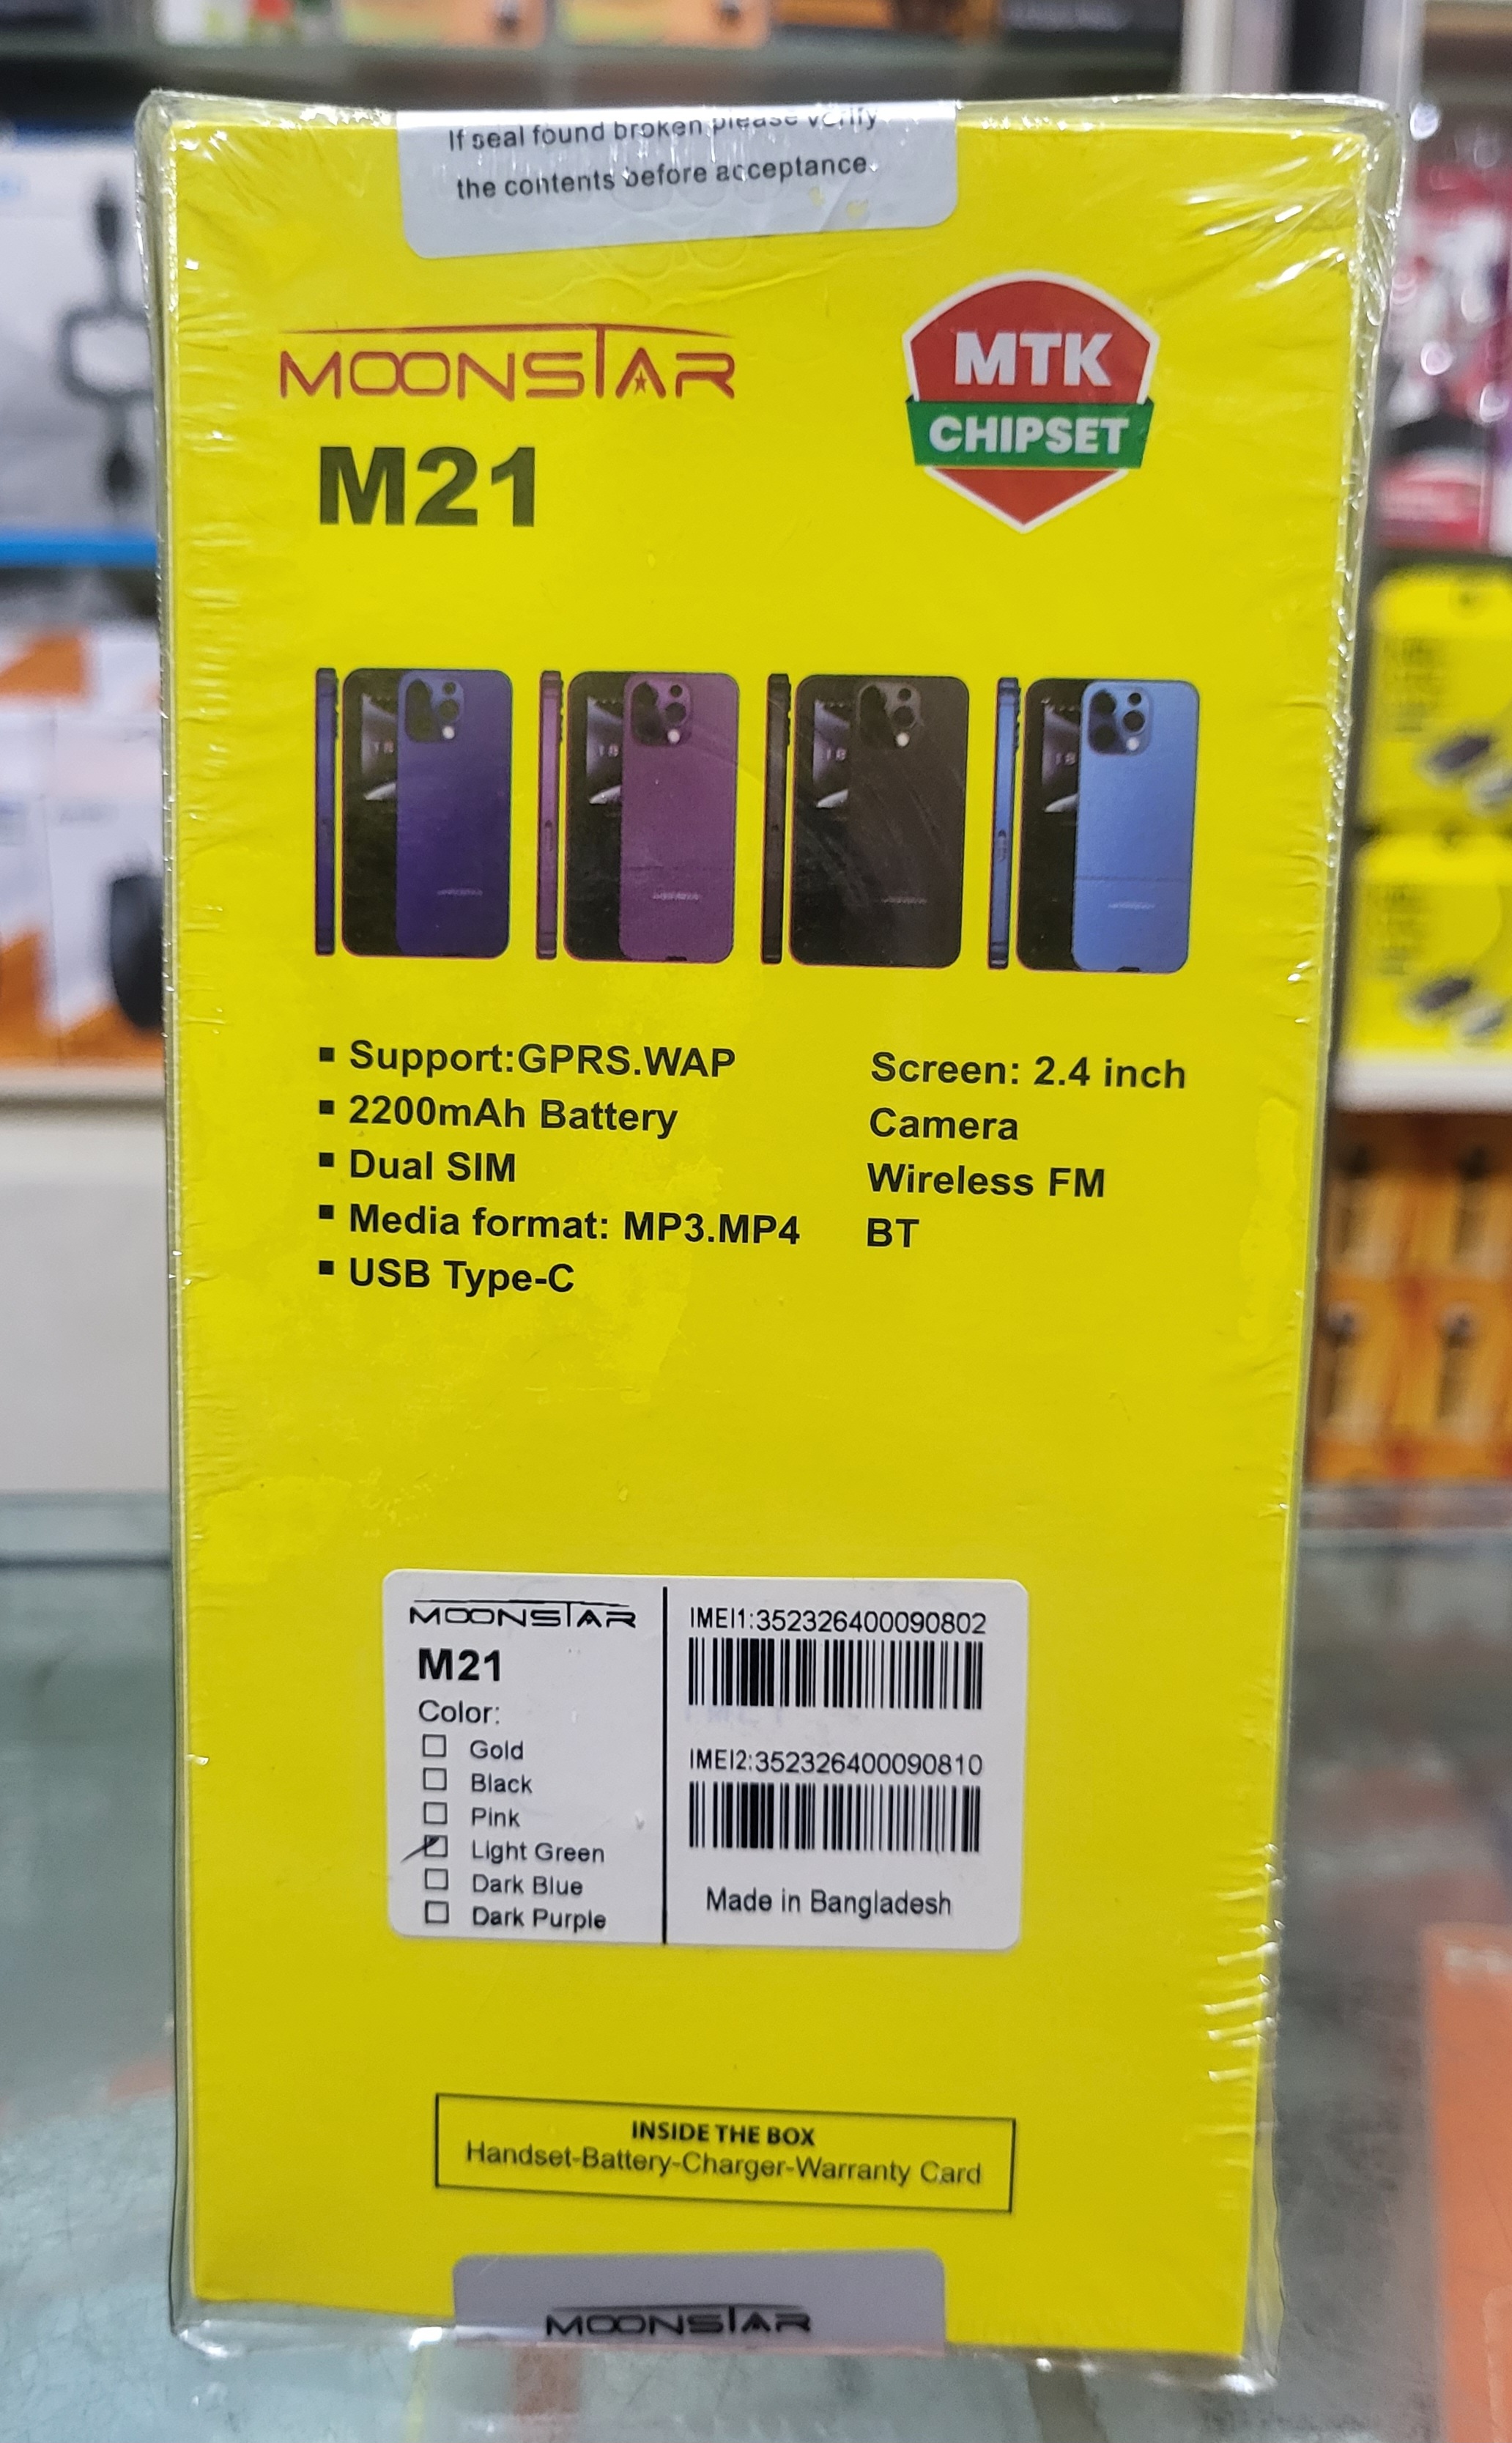 If seal found broken please verify
the contents before acceptance.
MOONSTAR
M21
MTK
CHIPSET
Support:GPRS.WAP
2200mAh Battery
Dual SIM
Media format: MP3.MP4
USB Type-C
Screen: 2.4 inch
Camera
Wireless FM
BT
MOONSTAR
M21
Color:
Gold
Black
Pink
Light Green
Dark Blue
Dark Purple
IMEI1:352326400090802
IMEI2:352326400090810
Made in Bangladesh
INSIDE THE BOX
Handset-Battery-Charger-Warranty Card
MOONSTAR